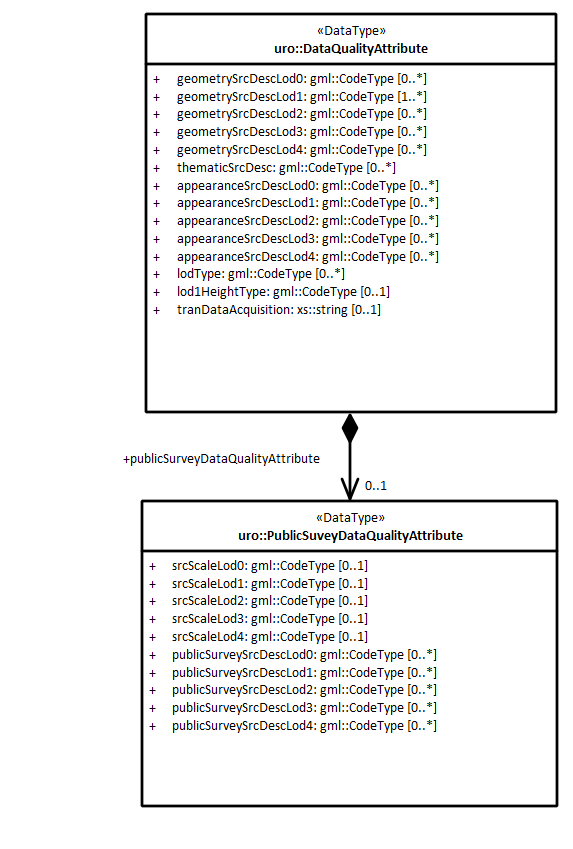 «DataType»
uro::DataQualityAttribute
+ geometrySrcDescLod0: gml::CodeType [0..*]
+ geometrySrcDescLod1: gml::CodeType [1..*]
+ geometrySrcDescLod2: gml::CodeType [0..*]
+ geometrySrcDescLod3: gml::CodeType [0..*]
+ geometrySrcDescLod4: gml::CodeType [0..*]
+ thematicSrcDesc: gml::CodeType [0..*]
+ appearanceSrcDescLod0: gml::CodeType [0..*]
+ appearanceSrcDescLod1: gml::CodeType [0..*]
+ appearanceSrcDescLod2: gml::CodeType [0..*]
+ appearanceSrcDescLod3: gml::CodeType [0..*]
+ appearanceSrcDescLod4: gml::CodeType [0..*]
+ lodType: gml::CodeType [0..*]
+ lod1HeightType: gml::CodeType [0..1]
+ tranDataAcquisition: xs::string [0..1]
+publicSurveyDataQualityAttribute
0..1
«DataType»
uro::PublicSuveyDataQualityAttribute
+ srcScaleLod0: gml::CodeType [0..1]
+ srcScaleLod1: gml::CodeType [0..1]
+ srcScaleLod2: gml::CodeType [0..1]
+ srcScaleLod3: gml::CodeType [0..1]
+ srcScaleLod4: gml::CodeType [0..1]
+ publicSurveySrcDescLod0: gml::CodeType [0..*]
+ publicSurveySrcDescLod1: gml::CodeType [0..*]
+ publicSurveySrcDescLod2: gml::CodeType [0..*]
+ publicSurveySrcDescLod3: gml::CodeType [0..*]
+ publicSurveySrcDescLod4: gml::CodeType [0..*]